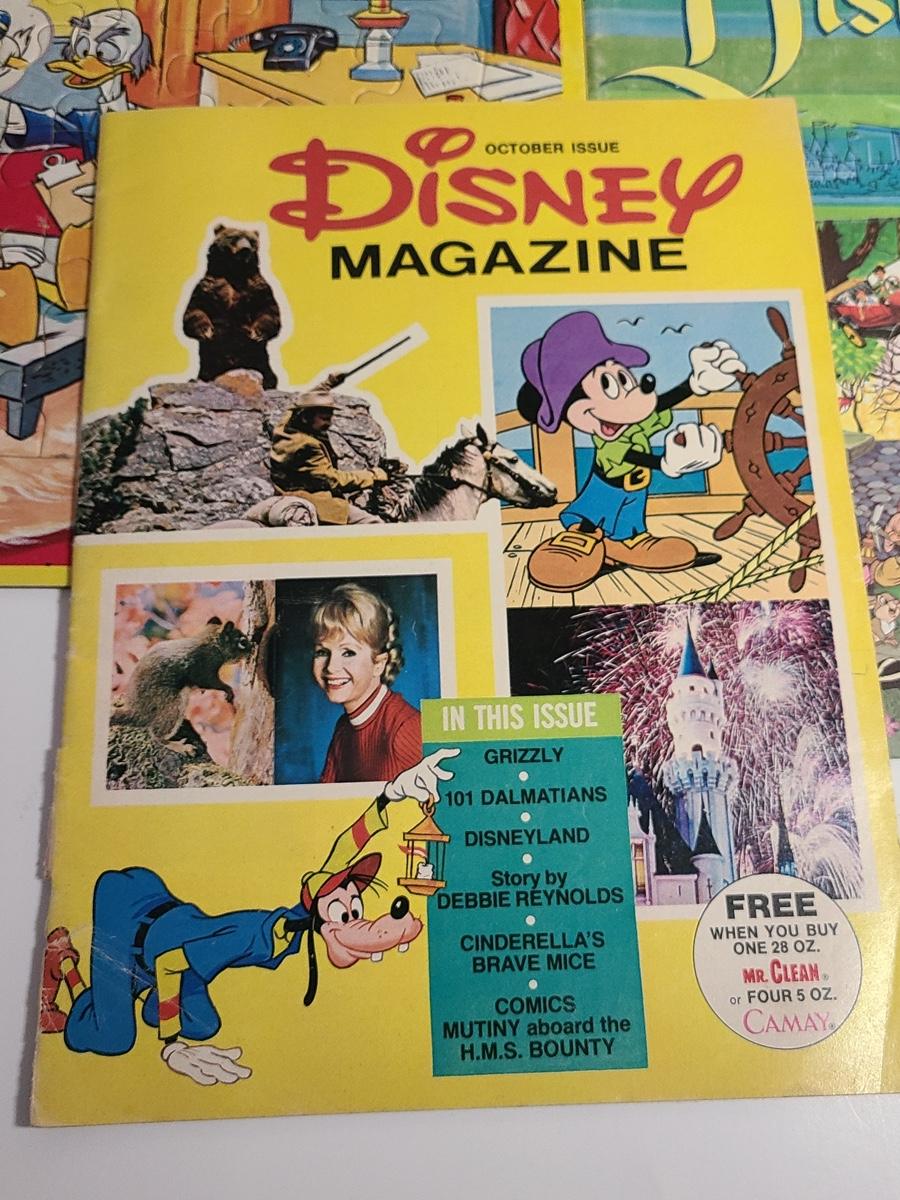 OCTOBER ISSUE
DISNEY
MAGAZINE
IN THIS ISSUE
GRIZZLY
•
101 DALMATIANS
•
DISNEYLAND
•
Story by
DEBBIE REYNOLDS
•
CINDERELLA'S
BRAVE MICE
•
COMICS
MUTINY aboard the
H.M.S. BOUNTY
FREE
WHEN YOU BUY
ONE 28 OZ.
MR. CLEAN®
or FOUR 5 OZ.
CAMAY®